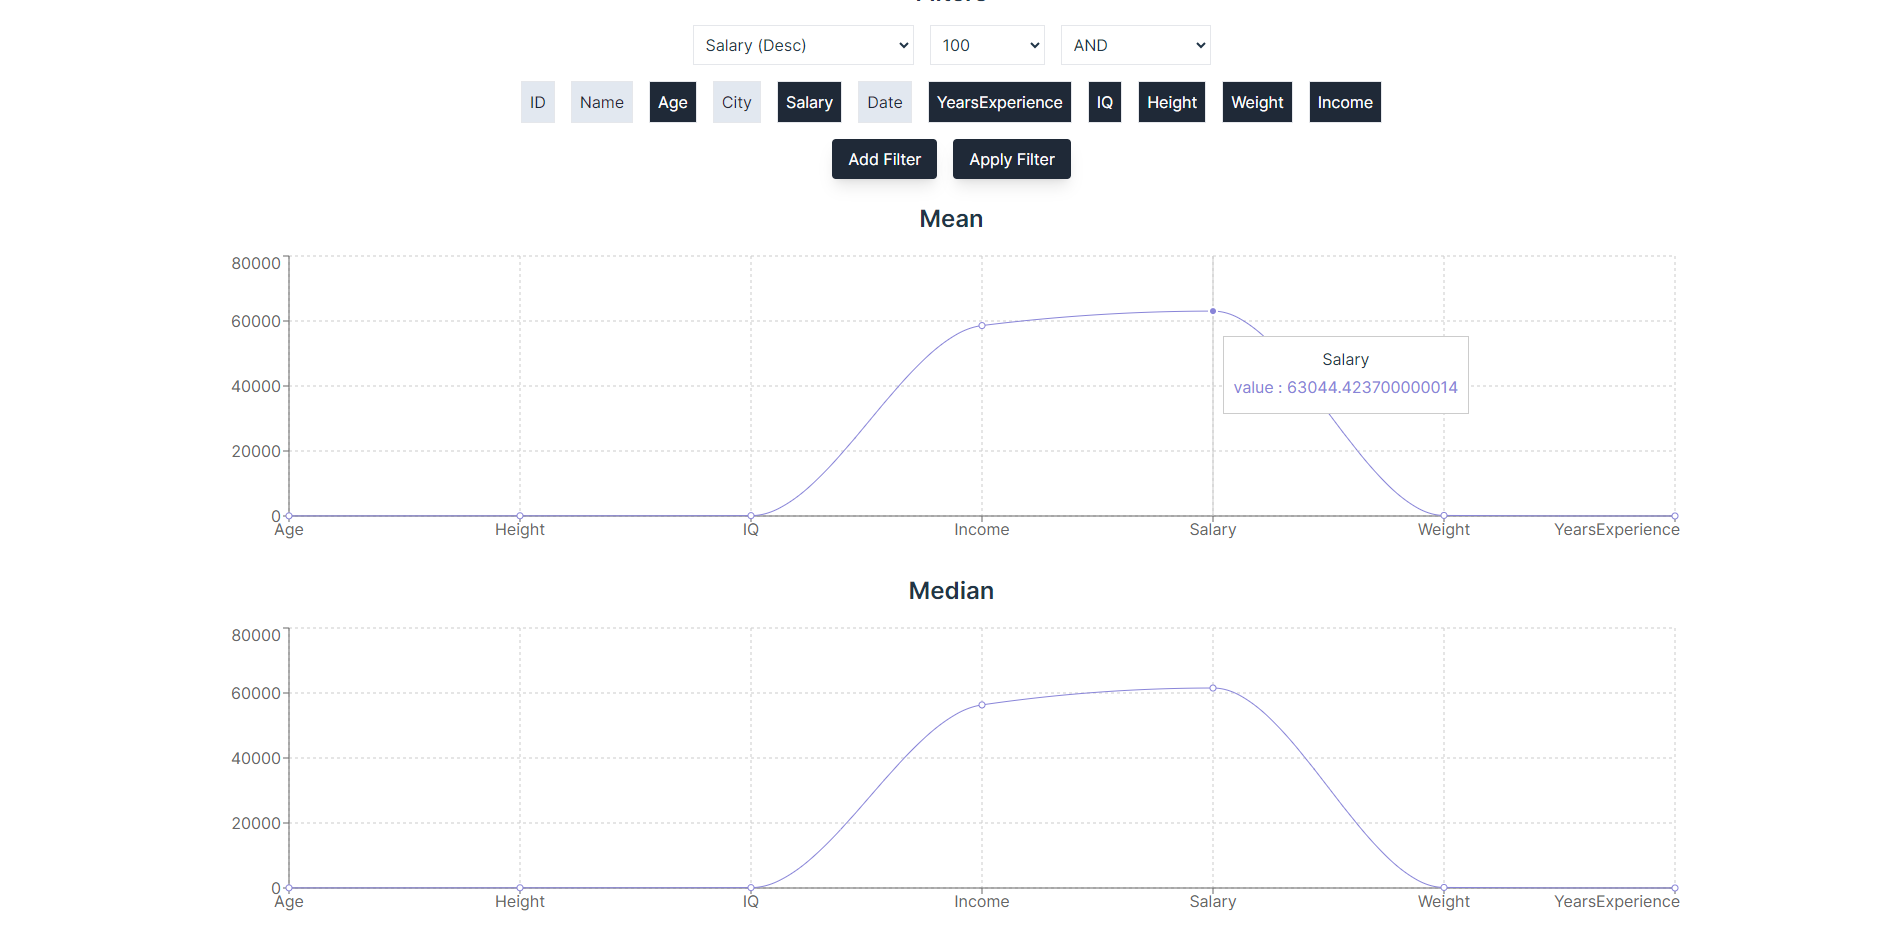 Filters
Salary (Desc) 100 AND
ID Name Age City Salary Date YearsExperience IQ Height Weight Income
Add Filter Apply Filter
Mean
80000
60000
40000
20000
0
Salary
value : 63044.423700000014
Age Height IQ Income Salary Weight YearsExperience
Median
80000
60000
40000
20000
0
Age Height IQ Income Salary Weight YearsExperience